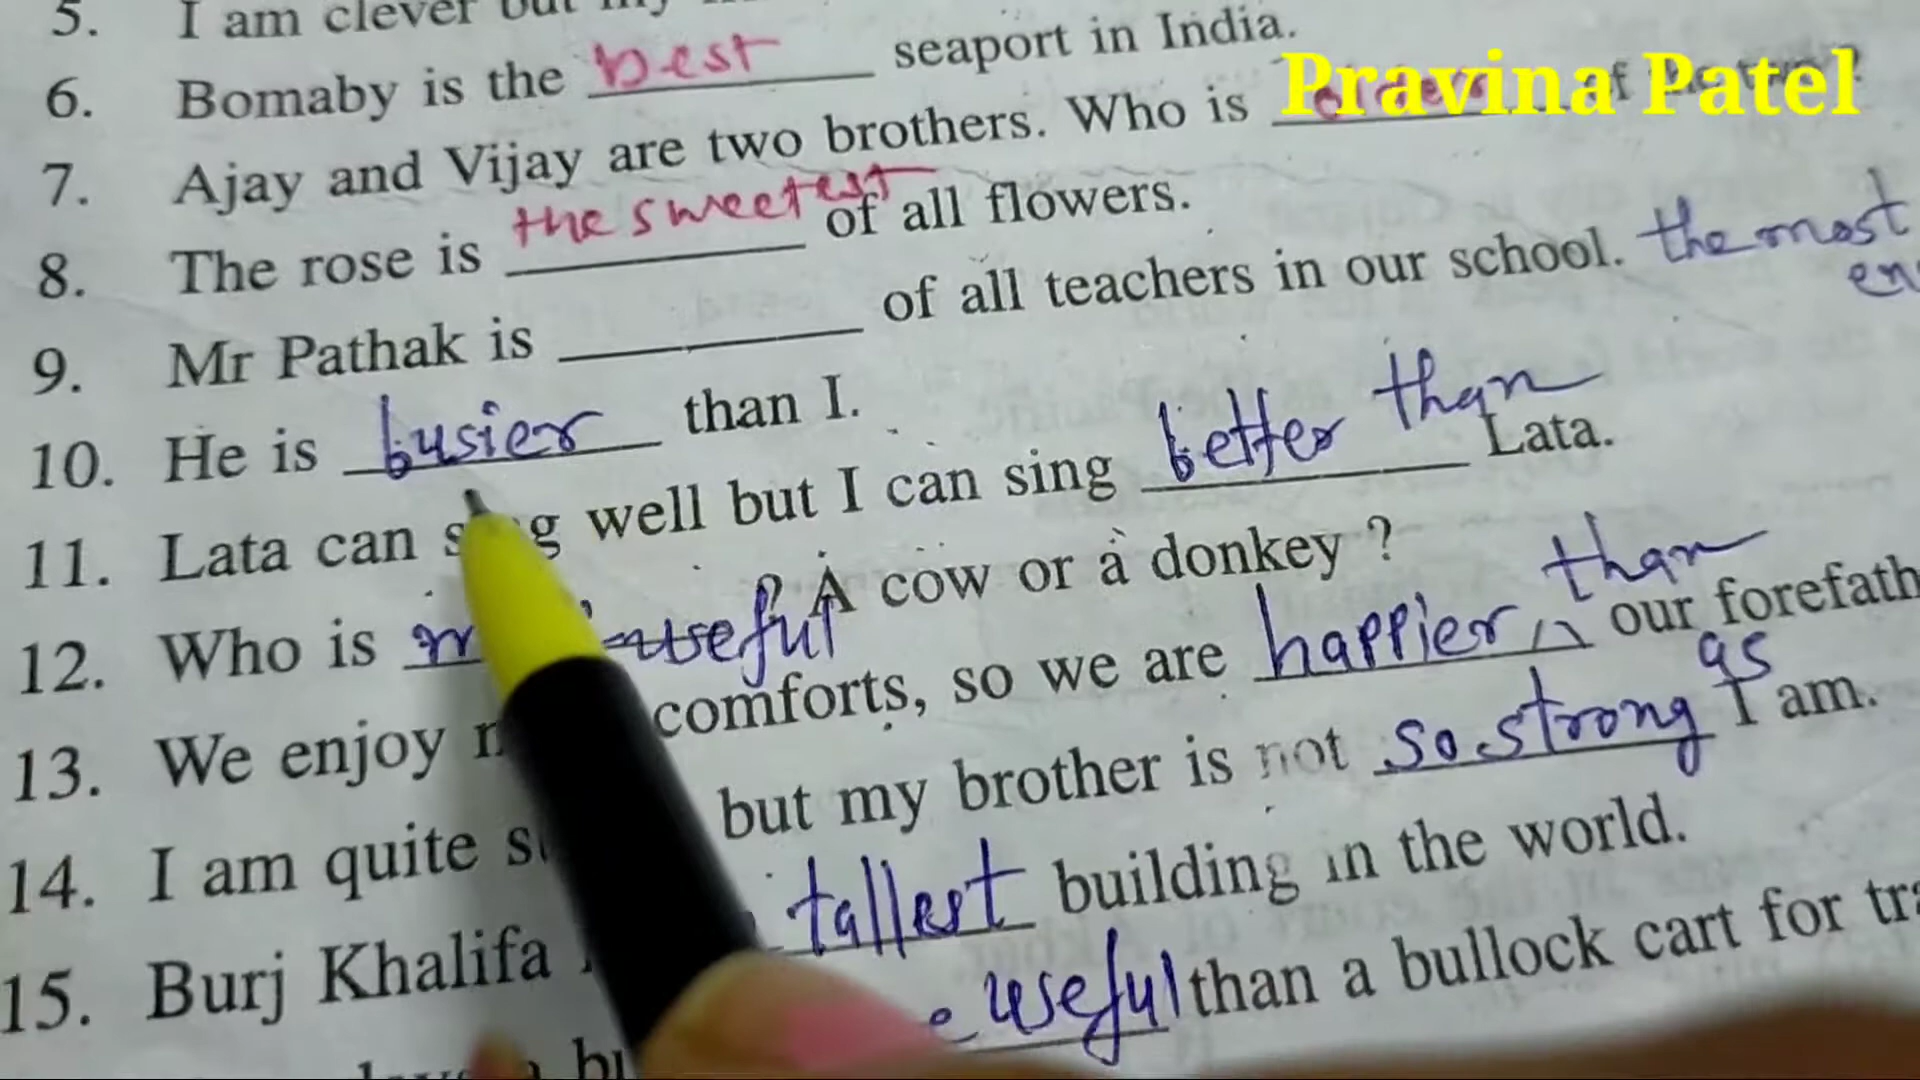 5. I am clever but my
6. Bomaby is the best seaport in India.
Pravina Patel
7. Ajay and Vijay are two brothers. Who is of
8. The rose is the sweetest of all flowers.
9. Mr Pathak is of all teachers in our school. the most
10. He is busier than I.
11. Lata can well but I can sing better than Lata.
12. Who is useful ? A cow or a donkey ?
13. We enjoy comforts, so we are happier than our
14. I am quite but my brother is not so strong as I am.
15. Burj Khalifa tallest building in the world.
useful than a bullock cart for